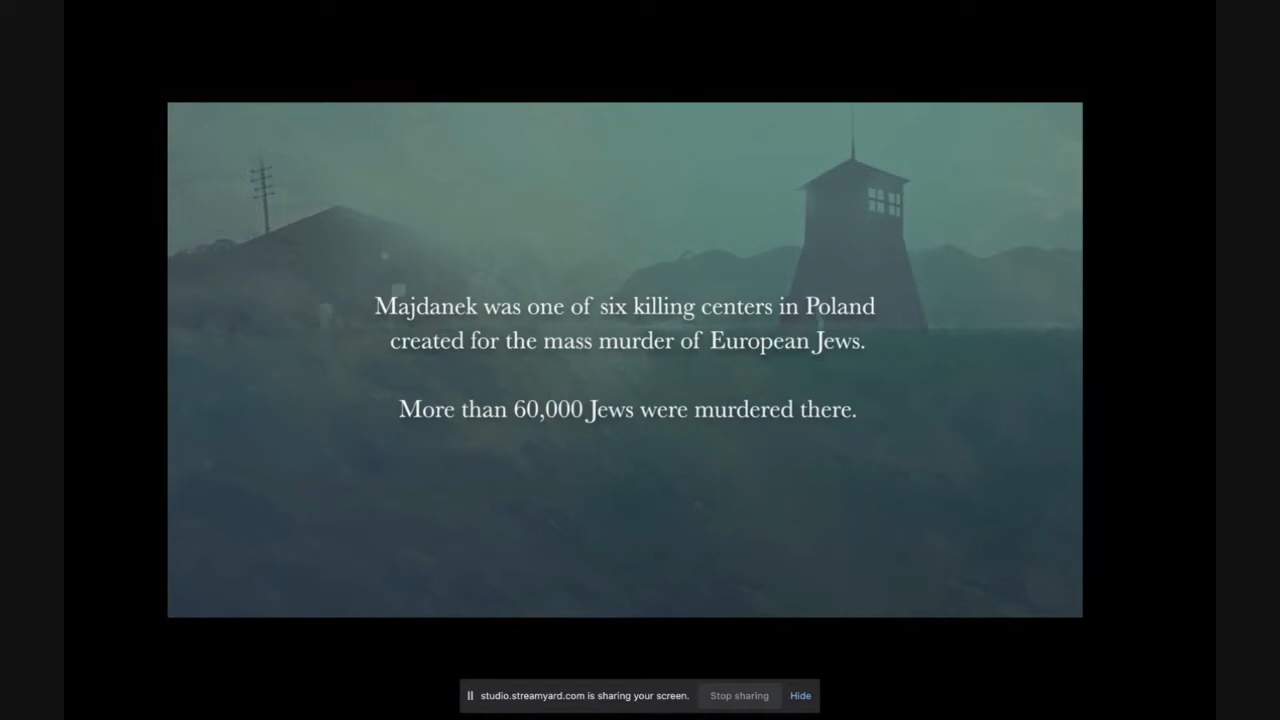 Majdanek was one of six killing centers in Poland
created for the mass murder of European Jews.
More than 60,000 Jews were murdered there.
studio.streamyard.com is sharing your screen. Stop sharing Hide